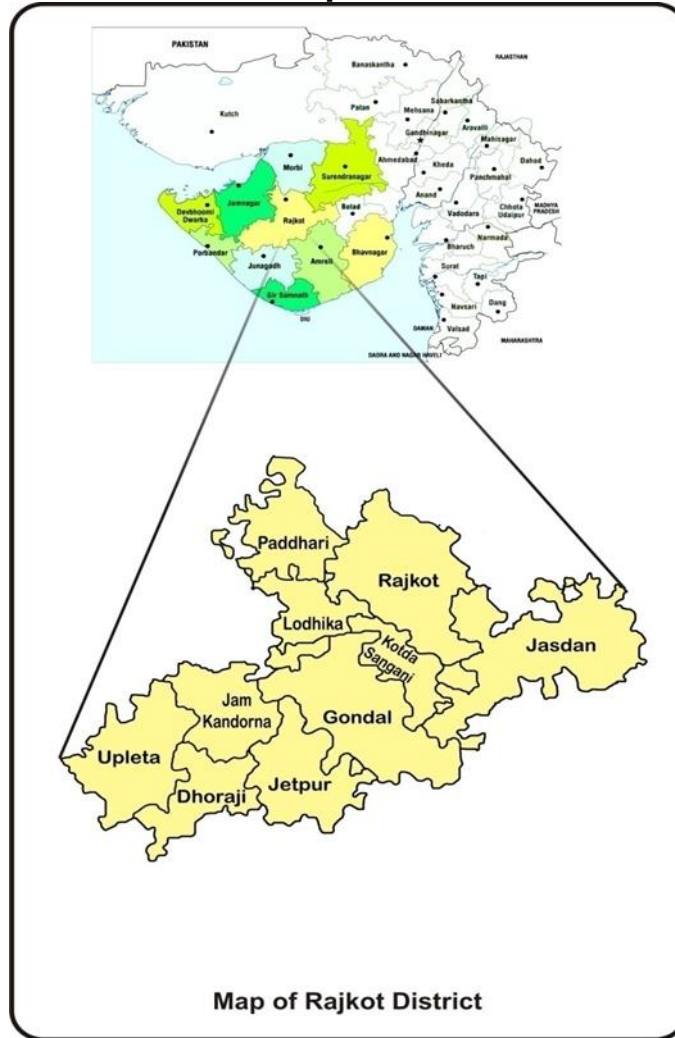 PAKISTAN
RAJASTHAN
Banaskantha
Patan
Sabarkantha
Mehsana
Kutch
Gandhinagar
Aravalli
Mahisagar
Morbi
Ahmedabad
Surendranagar
Kheda
Dahod
Panchmahal
Jamnagar
Anand
Devbhoomi
Dwarka
Rajkot
Botad
Vadodara
Chhota
Udaipur
MADHYA
PRADESH
Porbandar
Junagadh
Amreli
Bhavnagar
Bharuch
Narmada
Surat
Tapi
Gir Somnath
Navsari
Dang
DIU
DAMAN
Valsad
MAHARASHTRA
DADRA AND NAGAR HAVELI
Paddhari
Rajkot
Lodhika
Kotda
Sangani
Jasdan
Jam
Kandorna
Gondal
Upleta
Dhoraji
Jetpur
Map of Rajkot District